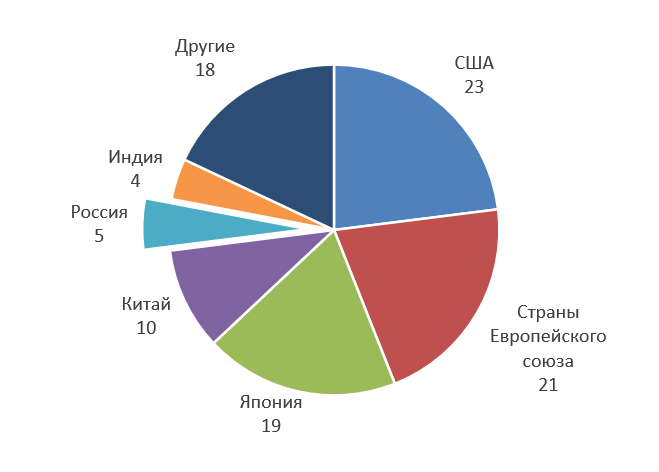 Другие
18
США
23
Индия
4
Россия
5
Китай
10
Страны
Европейского
союза
21
Япония
19